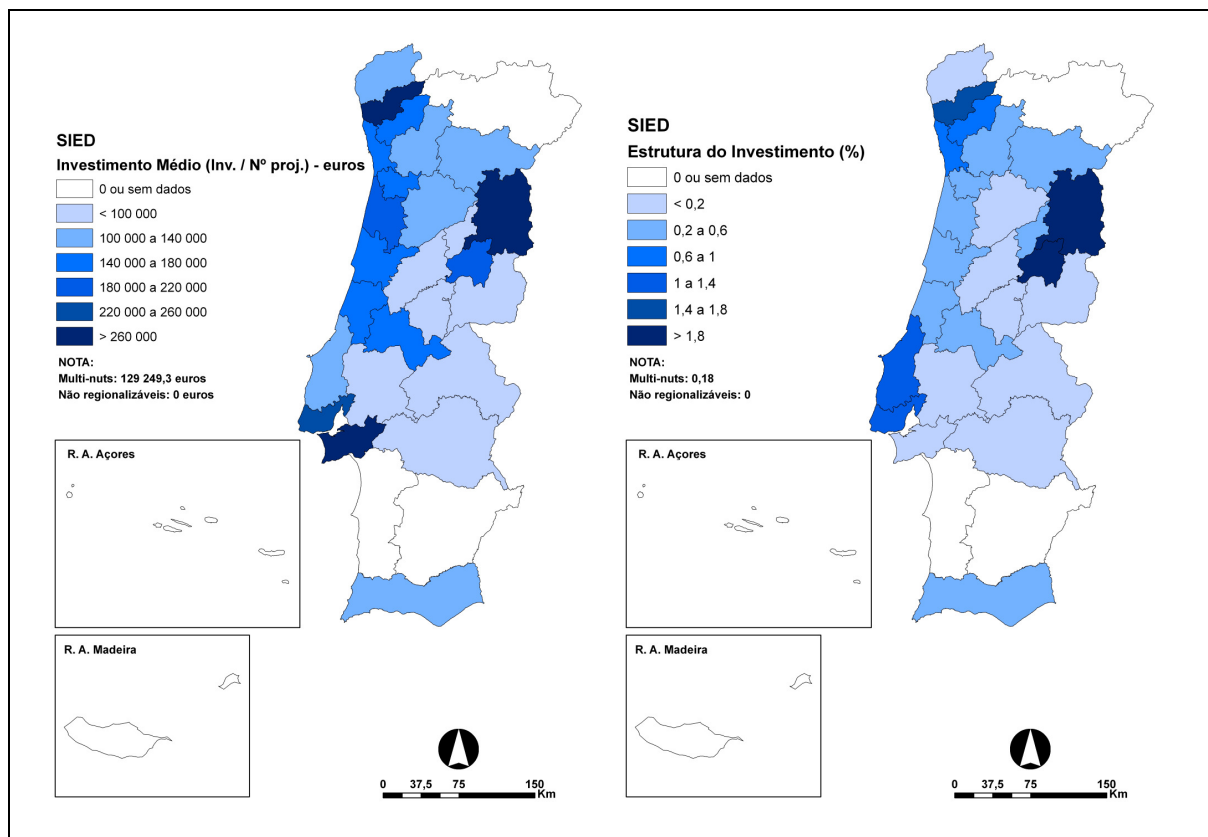 SIED
Investimento Médio (Inv. / Nº proj.) - euros
0 ou sem dados
< 100 000
100 000 a 140 000
140 000 a 180 000
180 000 a 220 000
220 000 a 260 000
> 260 000
NOTA:
Multi-nuts: 129 249,3 euros
Não regionalizáveis: 0 euros
R. A. Açores
R. A. Madeira
0 37,5 75 150
Km
SIED
Estrutura do Investimento (%)
0 ou sem dados
< 0,2
0,2 a 0,6
0,6 a 1
1 a 1,4
1,4 a 1,8
> 1,8
NOTA:
Multi-nuts: 0,18
Não regionalizáveis: 0
R. A. Açores
R. A. Madeira
0 37,5 75 150
Km